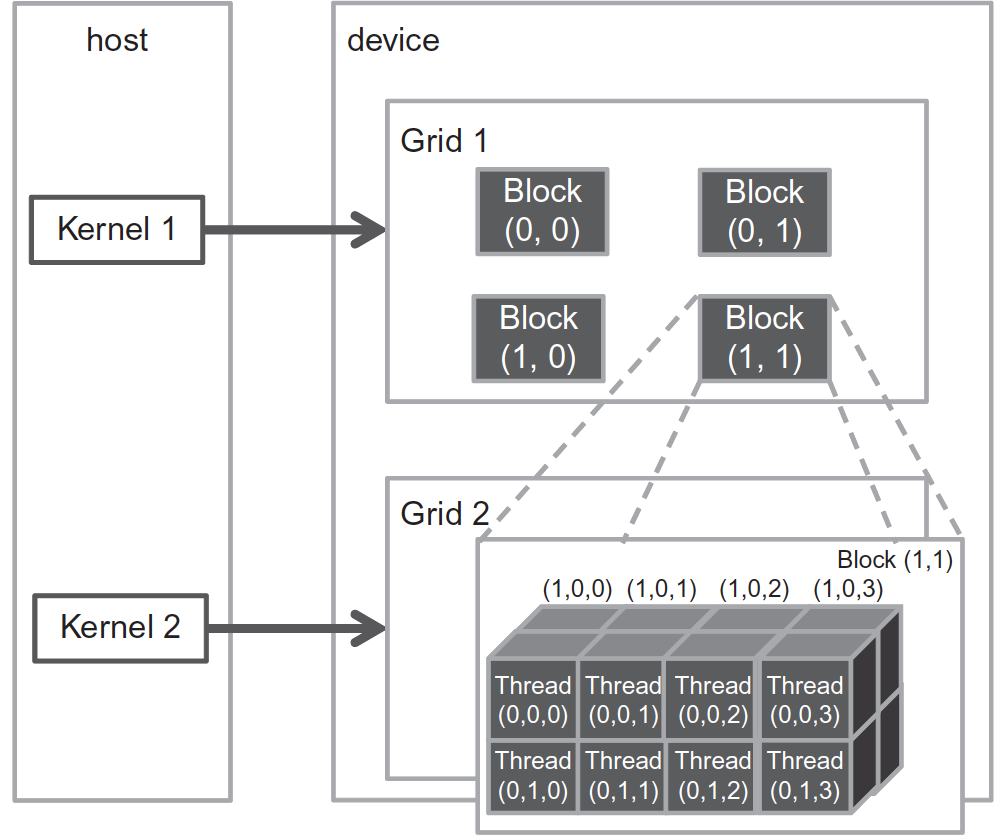 host
device
Grid 1
Kernel 1
Block
(0, 0)
Block
(0, 1)
Block
(1, 0)
Block
(1, 1)
Grid 2
Kernel 2
Block (1,1)
(1,0,0) (1,0,1) (1,0,2) (1,0,3)
Thread
(0,0,0)
Thread
(0,0,1)
Thread
(0,0,2)
Thread
(0,0,3)
Thread
(0,1,0)
Thread
(0,1,1)
Thread
(0,1,2)
Thread
(0,1,3)